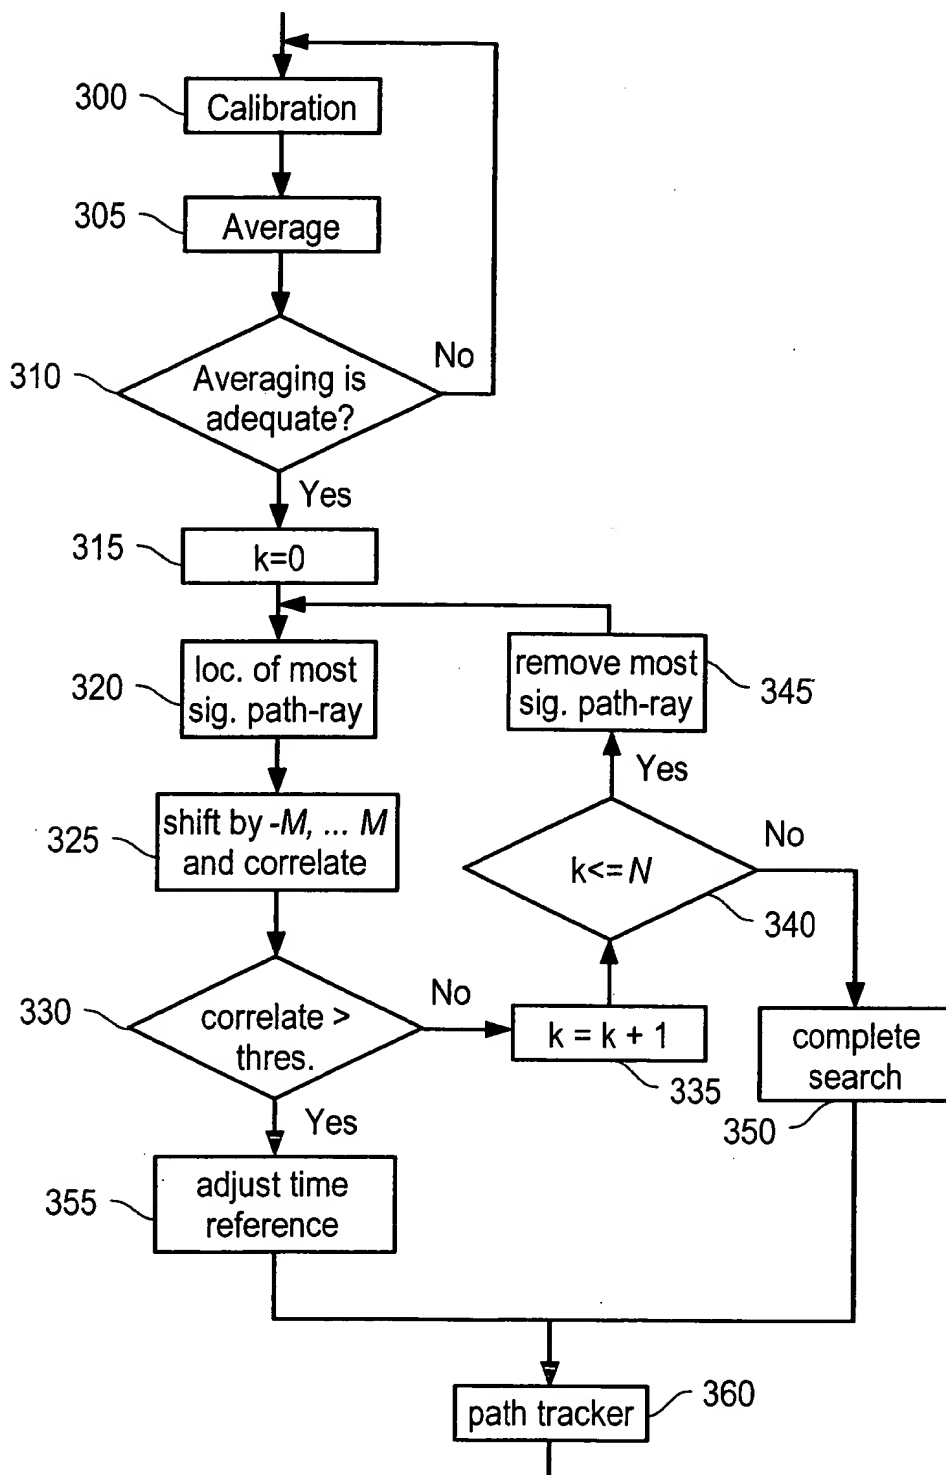 300
Calibration
305
Average
310
Averaging is
adequate?
No
Yes
315
k=0
320
loc. of most
sig. path-ray
remove most
sig. path-ray
345
Yes
325
shift by -M, ... M
and correlate
k<=N
No
340
330
correlate >
thres.
No
k = k + 1
335
complete
search
350
Yes
355
adjust time
reference
path tracker
360